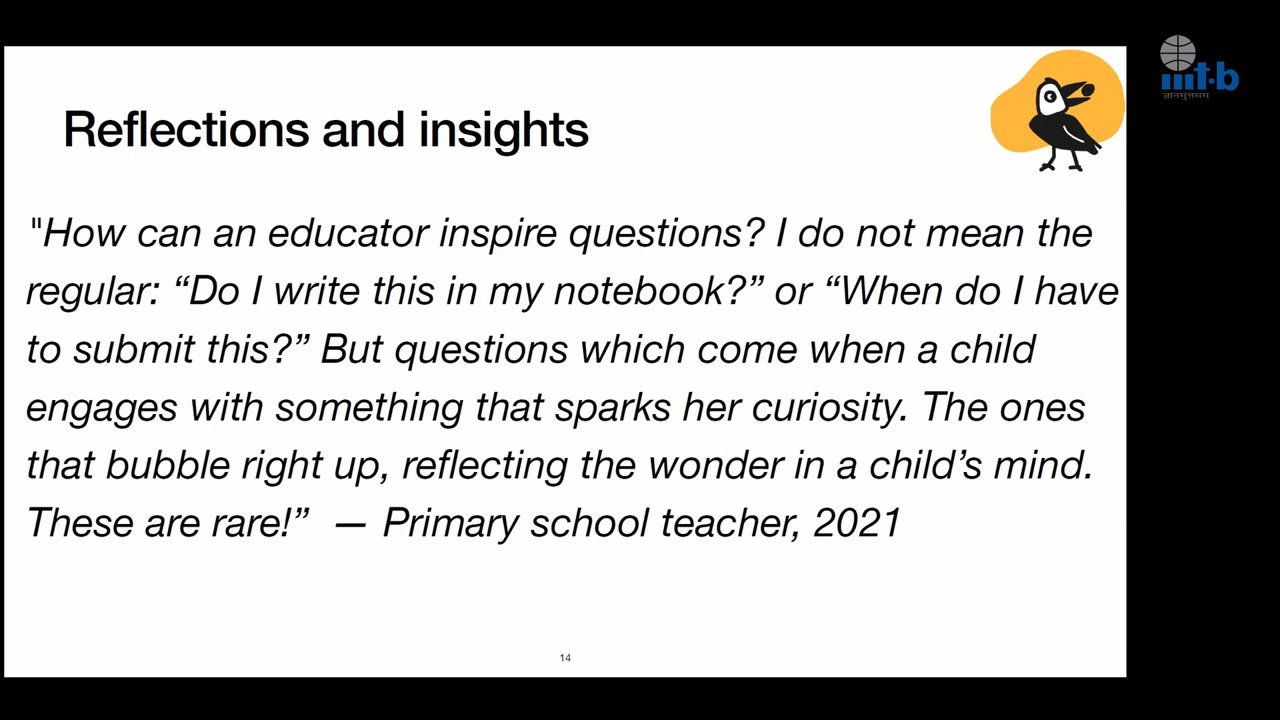 iiit-b
ज्ञानमुत्तमम्
Reflections and insights
"How can an educator inspire questions? I do not mean the
regular: “Do I write this in my notebook?” or “When do I have
to submit this?” But questions which come when a child
engages with something that sparks her curiosity. The ones
that bubble right up, reflecting the wonder in a child’s mind.
These are rare!” — Primary school teacher, 2021
14